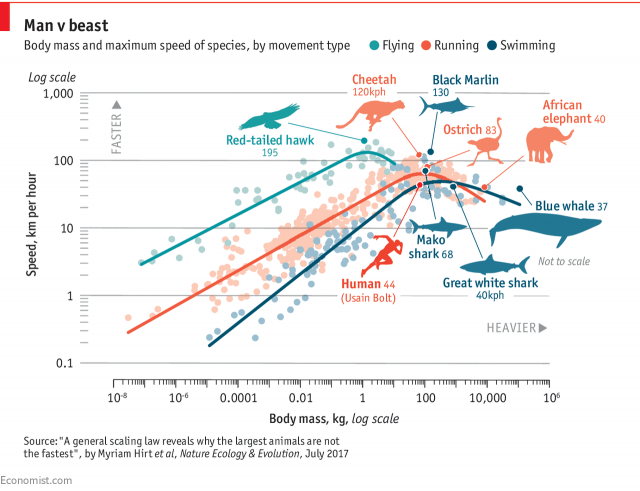 Man v beast
Body mass and maximum speed of species, by movement type
Flying
Running
Swimming
Log scale
1,000
100
10
1
0.1
FASTER
Speed, km per hour
Red-tailed hawk
195
Cheetah
120kph
Black Marlin
130
Ostrich 83
African
elephant 40
Blue whale 37
Not to scale
Mako
shark 68
Great white shark
40kph
Human 44
(Usain Bolt)
HEAVIER
10-8
10-6
0.0001
0.01
1
100
10,000
106
Body mass, kg, log scale
Source: "A general scaling law reveals why the largest animals are not
the fastest", by Myriam Hirt et al, Nature Ecology & Evolution, July 2017
Economist.com